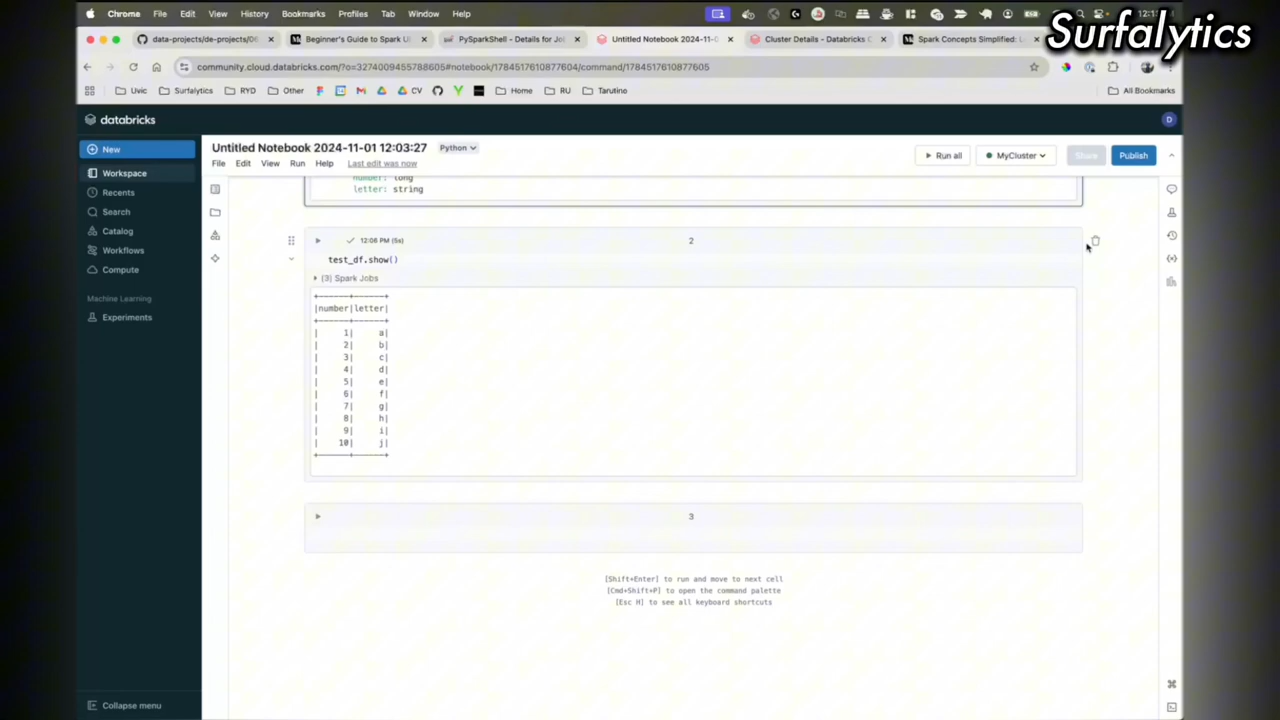 Chrome File Edit View History Bookmarks Profiles Tab Window Help
Surfalytics
data-projects/de-projects/06 Beginner's Guide to Spark UI PySparkShell - Details for Jo Untitled Notebook 2024-11-01 Cluster Details - Databricks C Spark Concepts Simplified: L
community.cloud.databricks.com/?o=3274009455788605#notebook/1784517610877604/command/1784517610877605
Uvic Surfalytics RYD Other CV Home RU Tarutino All Bookmarks
databricks D
New
Workspace
Recents
Search
Catalog
Workflows
Compute
Machine Learning
Experiments
Collapse menu
Untitled Notebook 2024-11-01 12:03:27 Python
File Edit View Run Help Last edit was now
Run all MyCluster Share Publish
number: long
letter: string
12:06 PM (5s) 2
test_df.show()
(3) Spark Jobs
+------+------+
|number|letter|
+------+------+
|     1|     a|
|     2|     b|
|     3|     c|
|     4|     d|
|     5|     e|
|     6|     f|
|     7|     g|
|     8|     h|
|     9|     i|
|    10|     j|
+------+------+
3
[Shift+Enter] to run and move to next cell
[Cmd+Shift+P] to open the command palette
[Esc H] to see all keyboard shortcuts